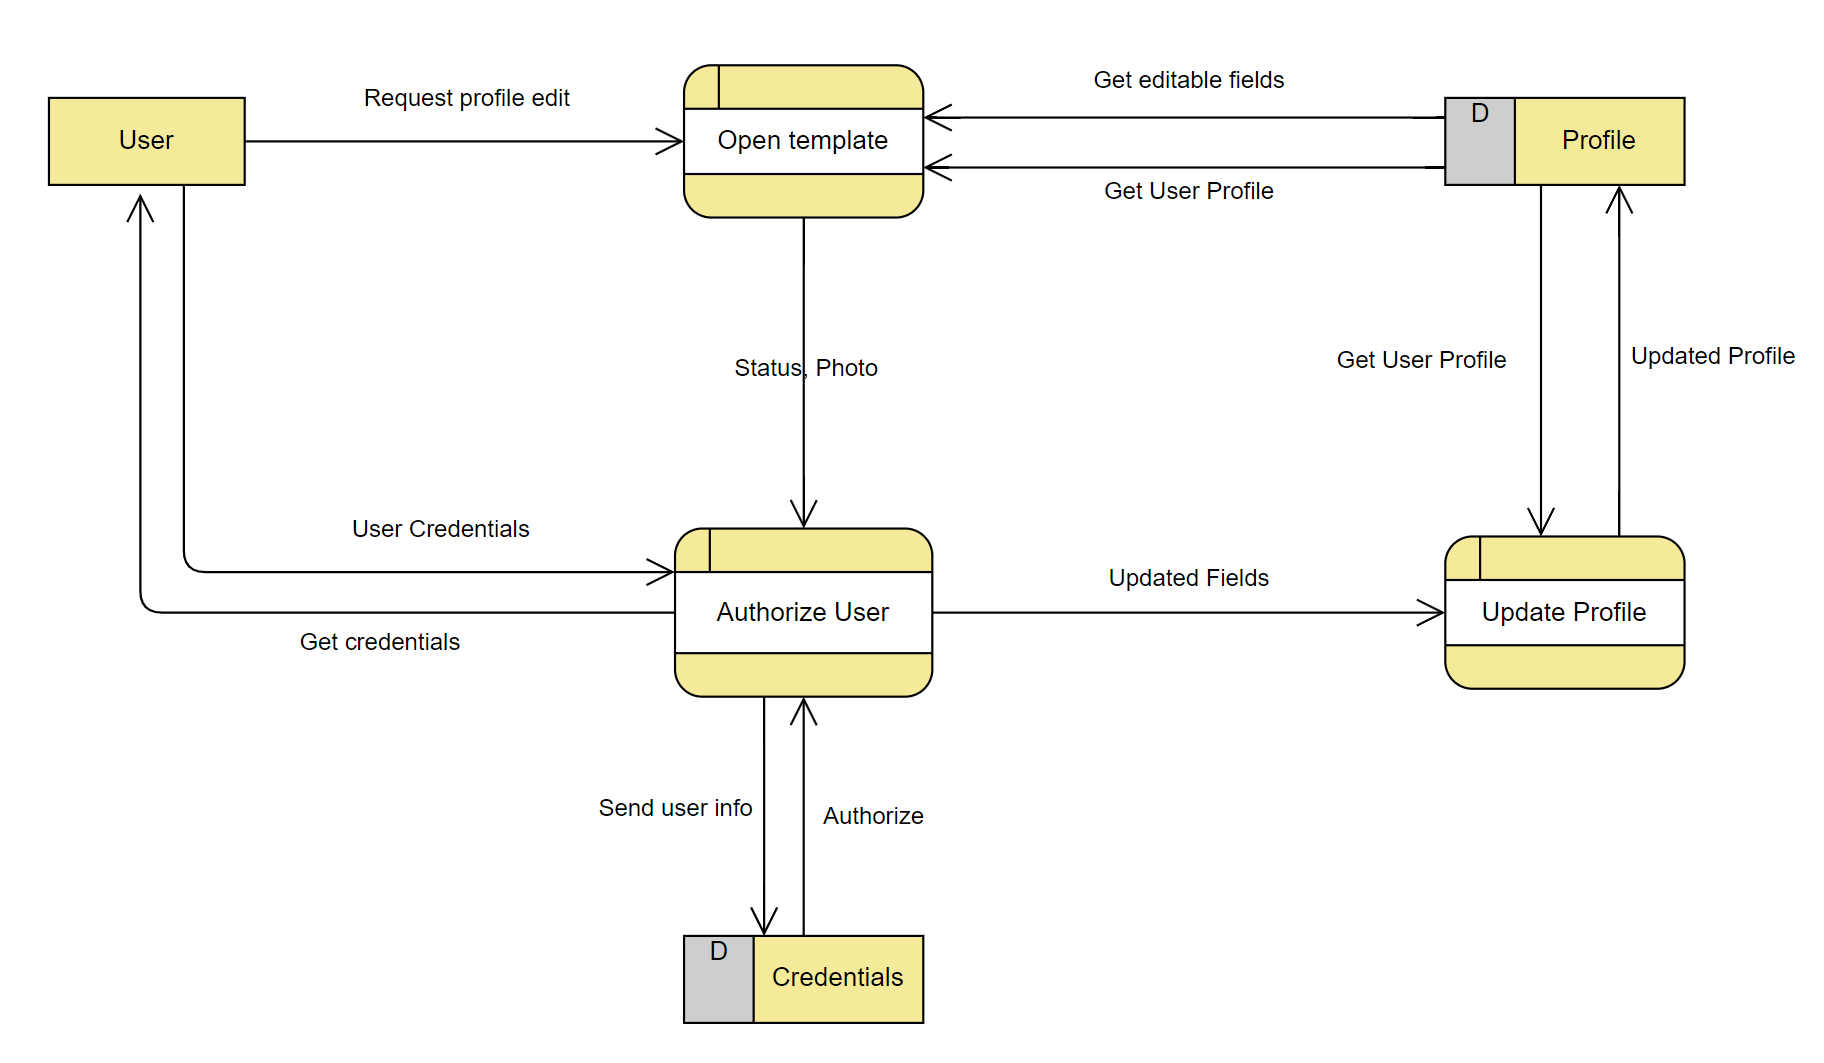 Get editable fields
Request profile edit
D
User
Open template
Profile
Get User Profile
Status, Photo
Get User Profile
Updated Profile
User Credentials
Updated Fields
Authorize User
Update Profile
Get credentials
Send user info
Authorize
D
Credentials